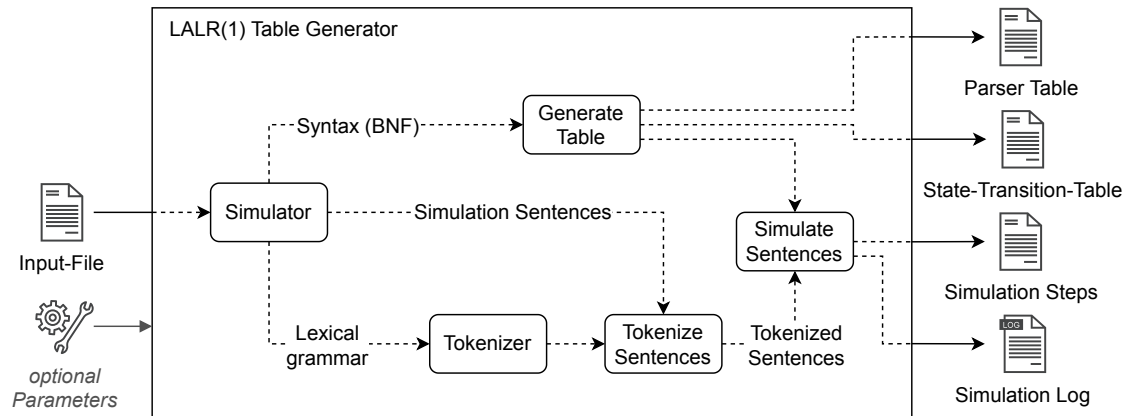 LALR(1) Table Generator
Parser Table
Syntax (BNF)
Generate
Table
State-Transition-Table
Simulator
Simulation Sentences
Simulate
Sentences
Input-File
Simulation Steps
Lexical
grammar
Tokenizer
Tokenize
Sentences
Tokenized
Sentences
LOG
optional
Parameters
Simulation Log